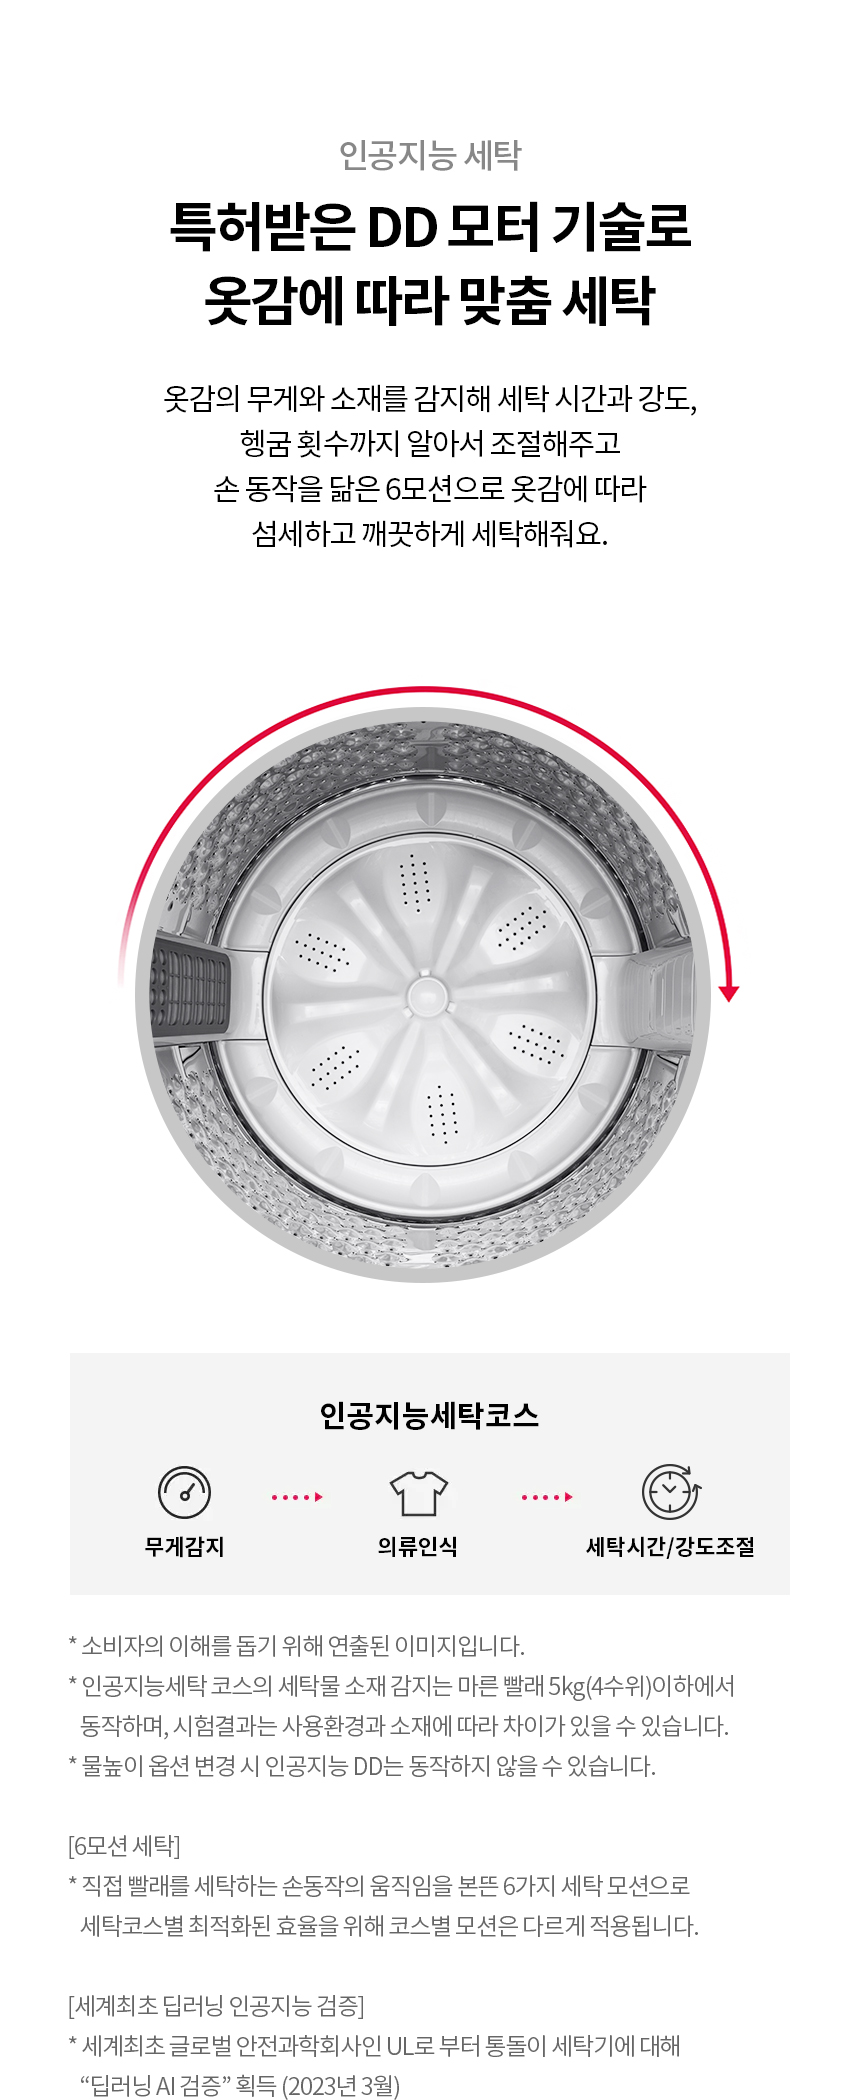 인공지능 세탁
특허받은 DD 모터 기술로
옷감에 따라 맞춤 세탁
옷감의 무게와 소재를 감지해 세탁 시간과 강도,
헹굼 횟수까지 알아서 조절해주고
손 동작을 닮은 6모션으로 옷감에 따라
섬세하고 깨끗하게 세탁해줘요.
인공지능세탁코스
무게감지
의류인식
세탁시간/강도조절
* 소비자의 이해를 돕기 위해 연출된 이미지입니다.
* 인공지능세탁 코스의 세탁물 소재 감지는 마른 빨래 5kg(4수위)이하에서
동작하며, 시험결과는 사용환경과 소재에 따라 차이가 있을 수 있습니다.
* 물높이 옵션 변경 시 인공지능 DD는 동작하지 않을 수 있습니다.
[6모션 세탁]
* 직접 빨래를 세탁하는 손동작의 움직임을 본뜬 6가지 세탁 모션으로
세탁코스별 최적화된 효율을 위해 코스별 모션은 다르게 적용됩니다.
[세계최초 딥러닝 인공지능 검증]
* 세계최초 글로벌 안전과학회사인 UL로 부터 통돌이 세탁기에 대해
“딥러닝 AI 검증” 획득 (2023년 3월)